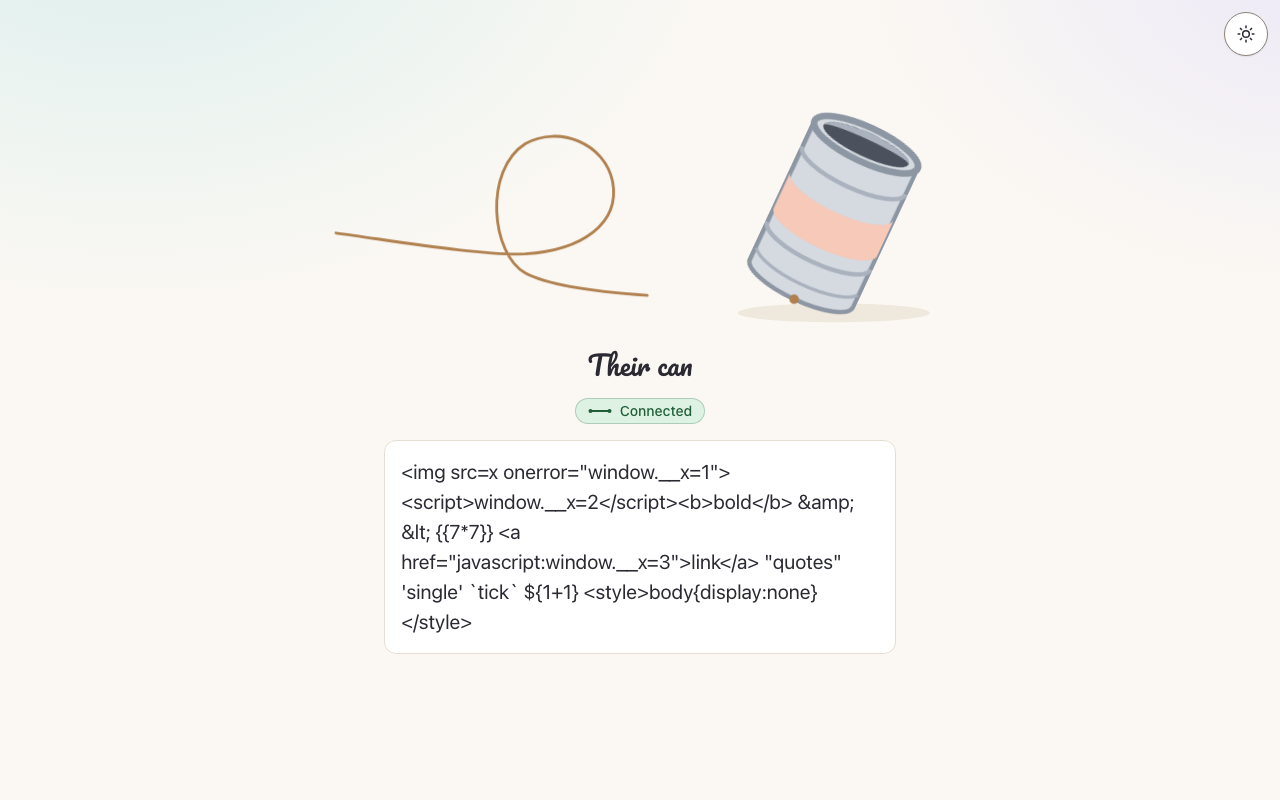 Their can
Connected
<img src=x onerror="window.__x=1">
<script>window.__x=2</script><b>bold</b> &amp;
&lt; {{7*7}} <a
href="javascript:window.__x=3">link</a> "quotes"
'single' `tick` ${1+1} <style>body{display:none}
</style>